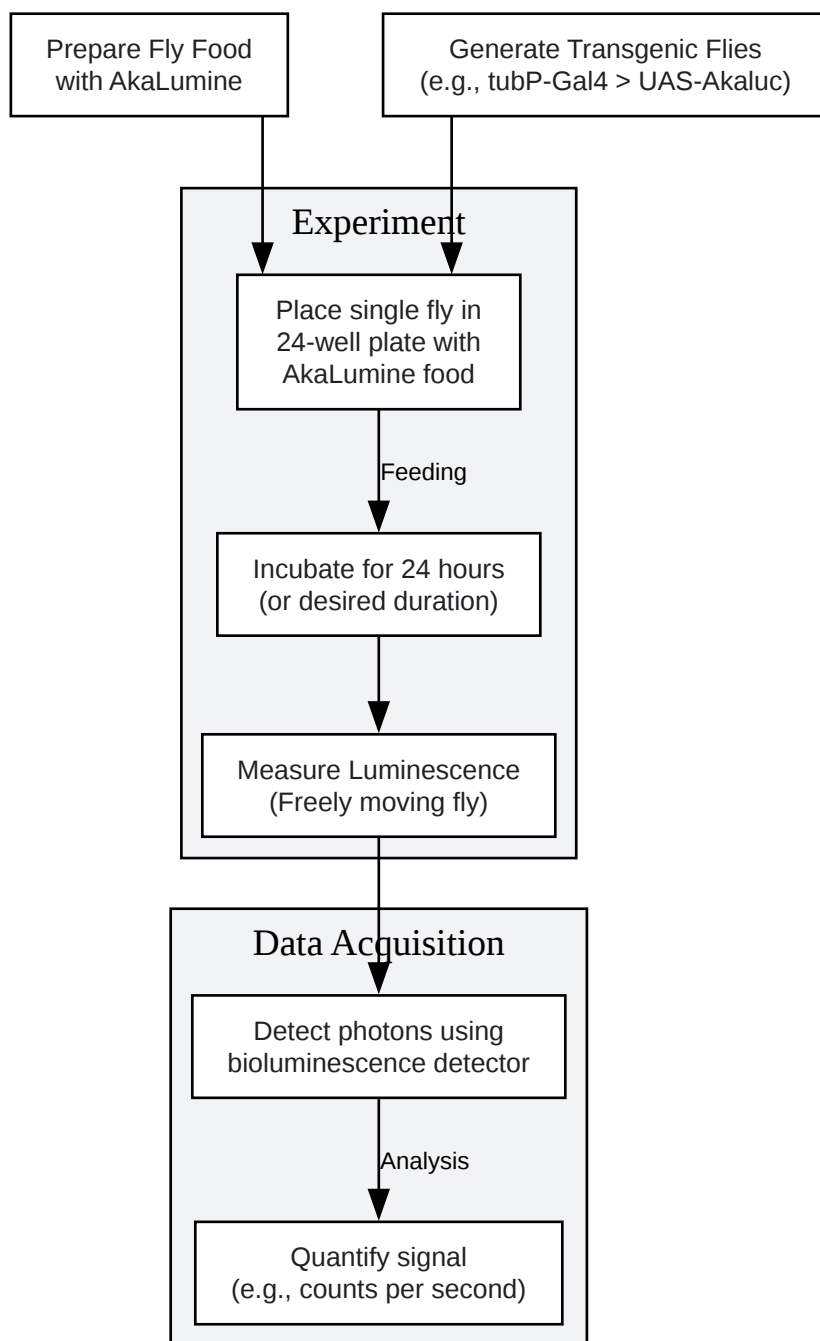 Prepare Fly Food
with AkaLumine
Generate Transgenic Flies
(e.g., tubP-Gal4 > UAS-Akaluc)
Experiment
Place single fly in
24-well plate with
AkaLumine food
Feeding
Incubate for 24 hours
(or desired duration)
Measure Luminescence
(Freely moving fly)
Data Acquisition
Detect photons using
bioluminescence detector
Analysis
Quantify signal
(e.g., counts per second)